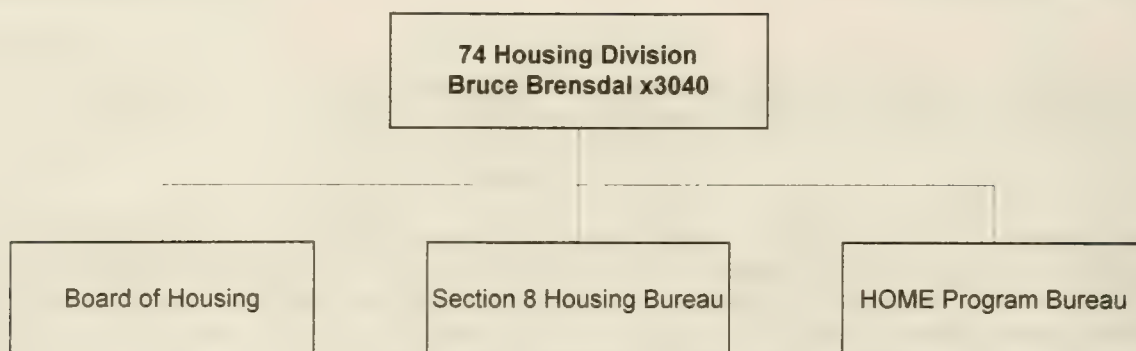 74 Housing Division
Bruce Brensdal x3040
Board of Housing
Section 8 Housing Bureau
HOME Program Bureau